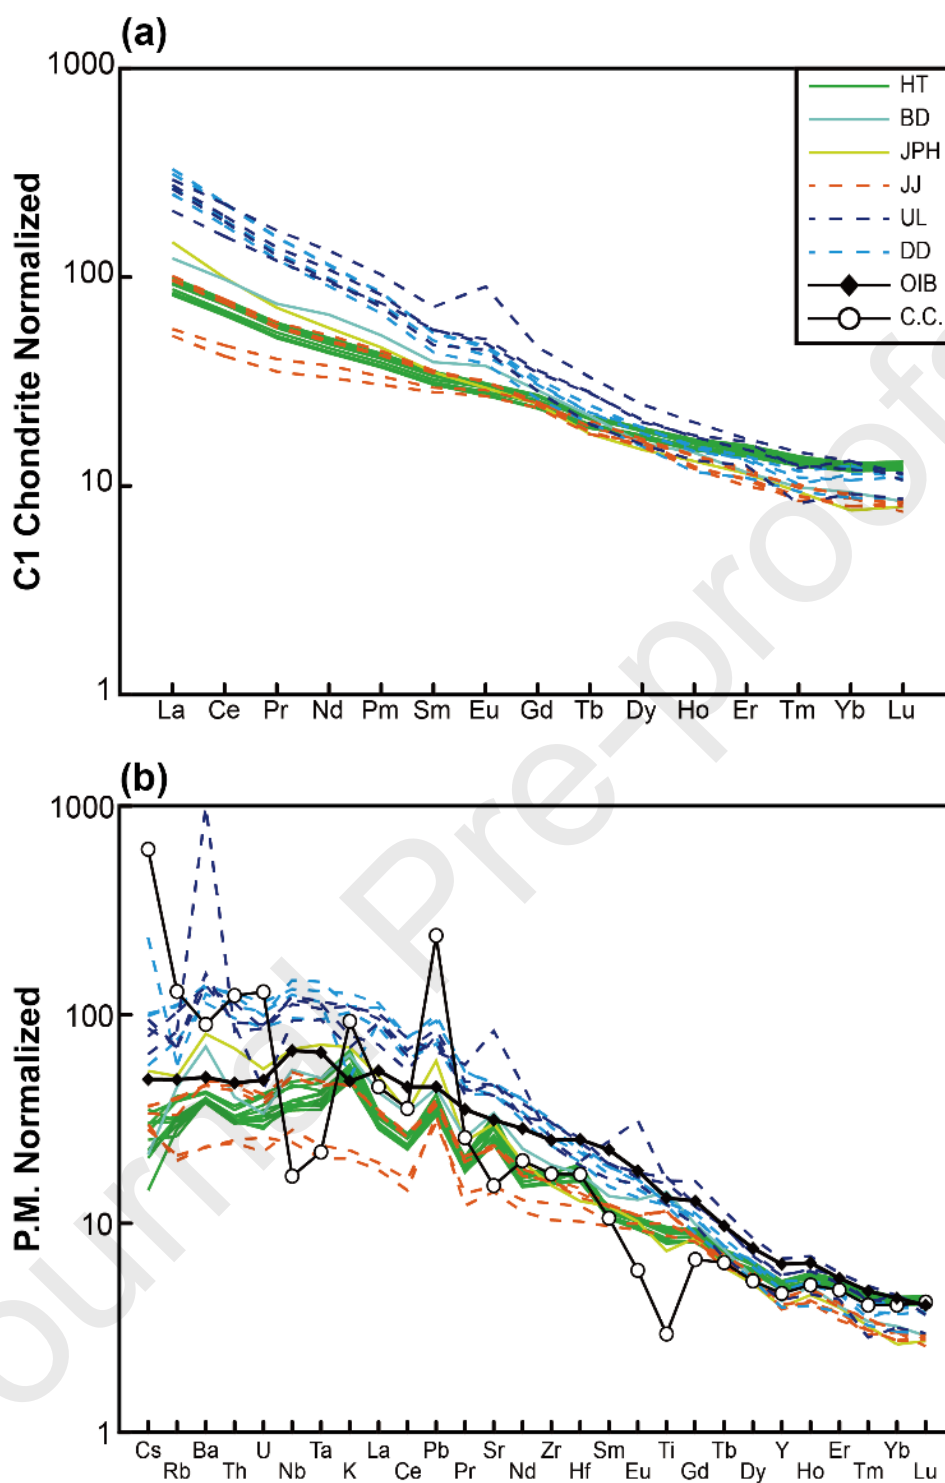 (a)
C1 Chondrite Normalized
1000
100
10
1
HT
BD
JPH
JJ
UL
DD
OIB
C.C.
La Ce Pr Nd Pm Sm Eu Gd Tb Dy Ho Er Tm Yb Lu
(b)
P.M. Normalized
1000
100
10
1
Cs Ba U Ta La Pb Sr Zr Sm Ti Tb Y Er Yb
Rb Th Nb K Ce Pr Nd Hf Eu Gd Dy Ho Tm Lu
Journal Pre-proofs